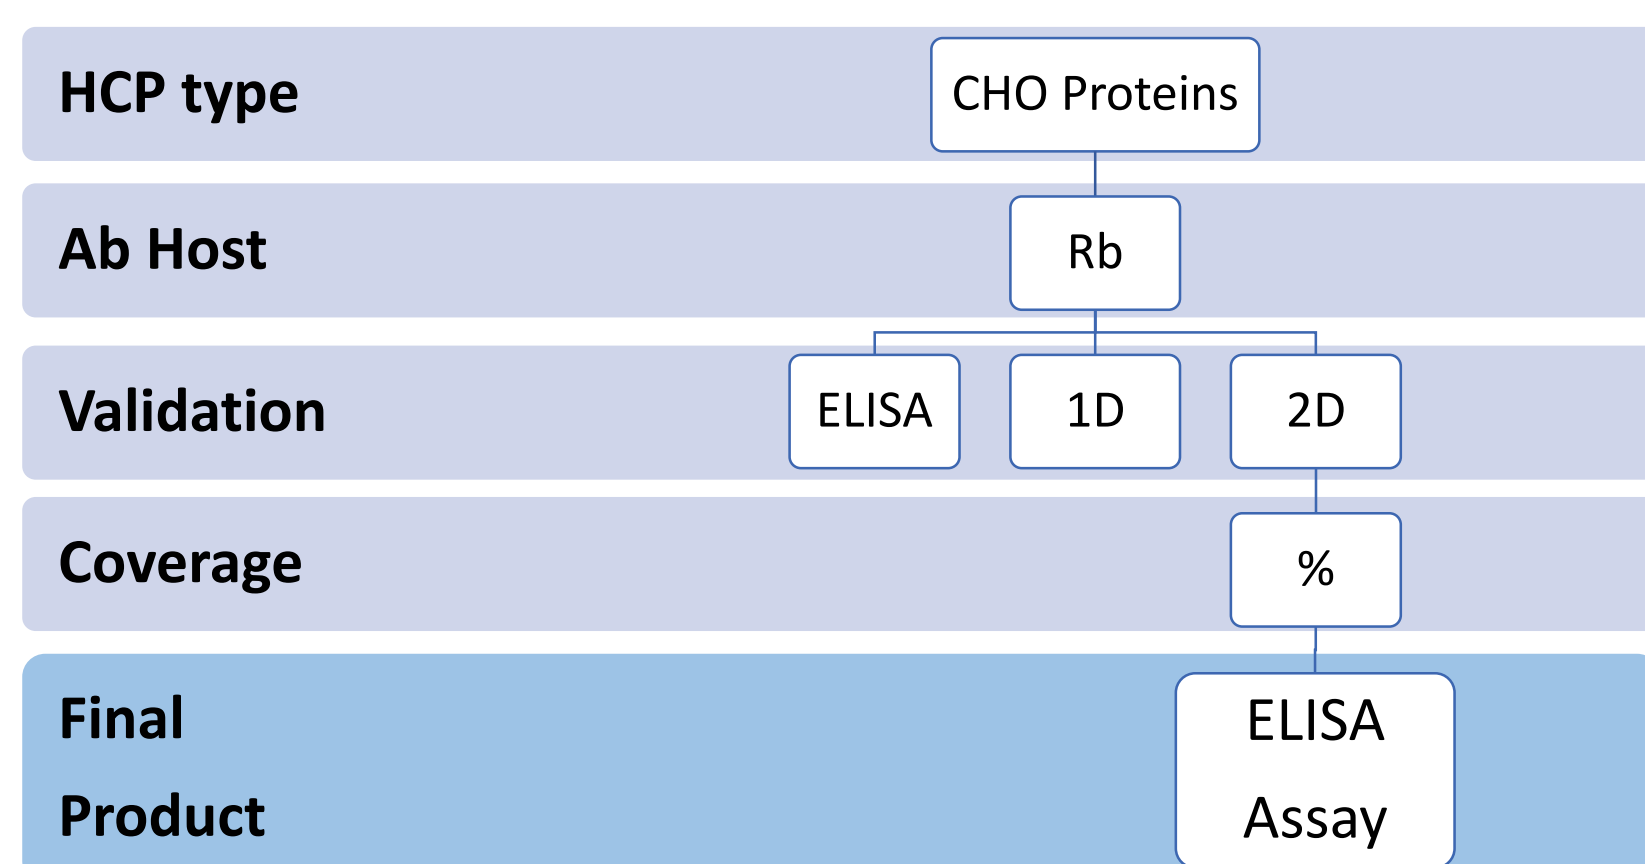 HCP type
CHO Proteins
Ab Host
Rb
Validation
ELISA
1D
2D
Coverage
%
Final
Product
ELISA
Assay